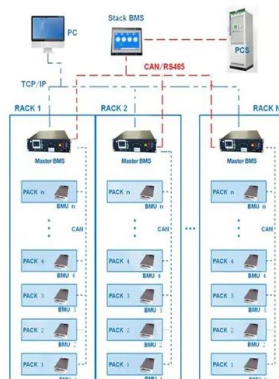 PC
Stack BMS
PCS
CAN/RS485
TCP/IP
RACK 1
RACK 2
RACK N
Master BMS
Master BMS
Master BMS
PACK n
PACK n
PACK n
BMU n
BMU n
BMU n
CAN
CAN
CAN
PACK 4
PACK 4
PACK 4
BMU 4
BMU 4
BMU 4
PACK 3
PACK 3
PACK 3
BMU 3
BMU 3
BMU 3
PACK 2
PACK 2
PACK 2
BMU 2
BMU 2
BMU 2
PACK 1
PACK 1
PACK 1